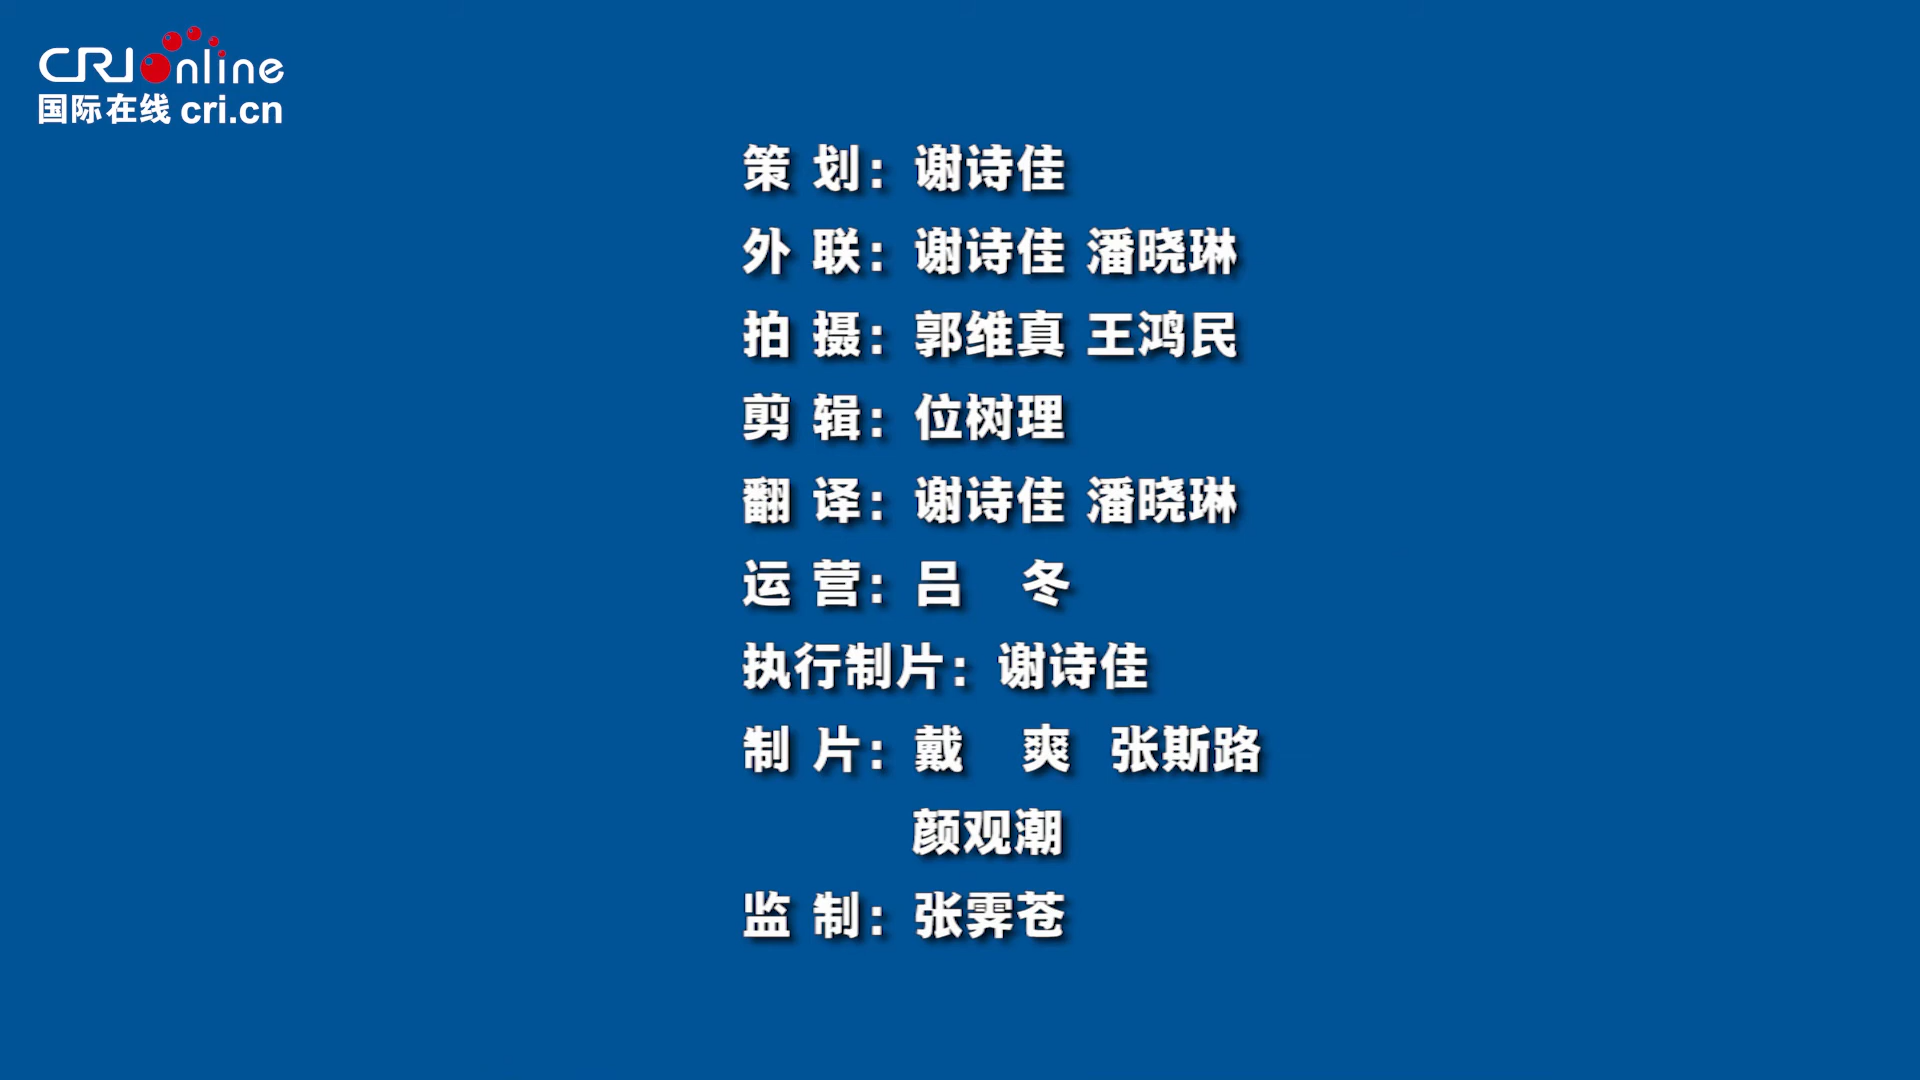 CRI Online
国际在线 cri.cn
策 划：谢诗佳
外 联：谢诗佳 潘晓琳
拍 摄：郭维真 王鸿民
剪 辑：位树理
翻 译：谢诗佳 潘晓琳
运 营：吕 冬
执行制片：谢诗佳
制 片：戴 爽 张斯路
颜观潮
监 制：张霁苍